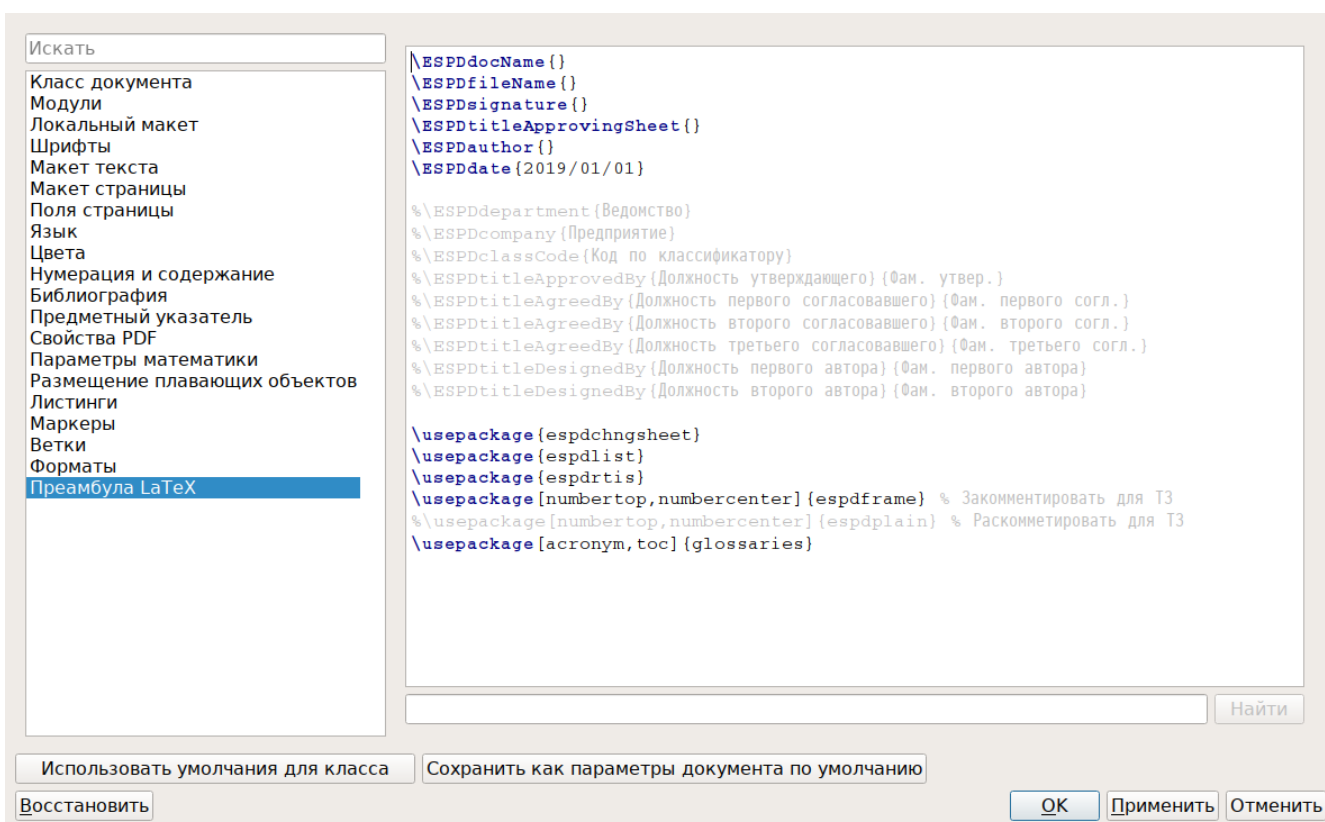 Искать
Класс документа
Модули
Локальный макет
Шрифты
Макет текста
Макет страницы
Поля страницы
Язык
Цвета
Нумерация и содержание
Библиография
Предметный указатель
Свойства PDF
Параметры математики
Размещение плавающих объектов
Листинги
Маркеры
Ветки
Форматы
Преамбула LaTeX
\ESPDdocName{}
\ESPDfileName{}
\ESPDsignature{}
\ESPDtitleApprovingSheet{}
\ESPDauthor{}
\ESPDdate{2019/01/01}
%\ESPDdepartment{Ведомство}
%\ESPDcompany{Предприятие}
%\ESPDclassCode{Код по классификатору}
%\ESPDtitleApprovedBy{Должность утверждающего}{Фам. утвер.}
%\ESPDtitleAgreedBy{Должность первого согласовавшего}{Фам. первого согл.}
%\ESPDtitleAgreedBy{Должность второго согласовавшего}{Фам. второго согл.}
%\ESPDtitleAgreedBy{Должность третьего согласовавшего}{Фам. третьего согл.}
%\ESPDtitleDesignedBy{Должность первого автора}{Фам. первого автора}
%\ESPDtitleDesignedBy{Должность второго автора}{Фам. второго автора}
\usepackage{espdchngsheet}
\usepackage{espdlist}
\usepackage{espdrtis}
\usepackage[numbertop,numbercenter]{espdframe} % Закомментировать для ТЗ
%\usepackage[numbertop,numbercenter]{espdplain} % Раскомметировать для ТЗ
\usepackage[acronym,toc]{glossaries}
Найти
Использовать умолчания для класса
Сохранить как параметры документа по умолчанию
Восстановить
OK
Применить
Отменить